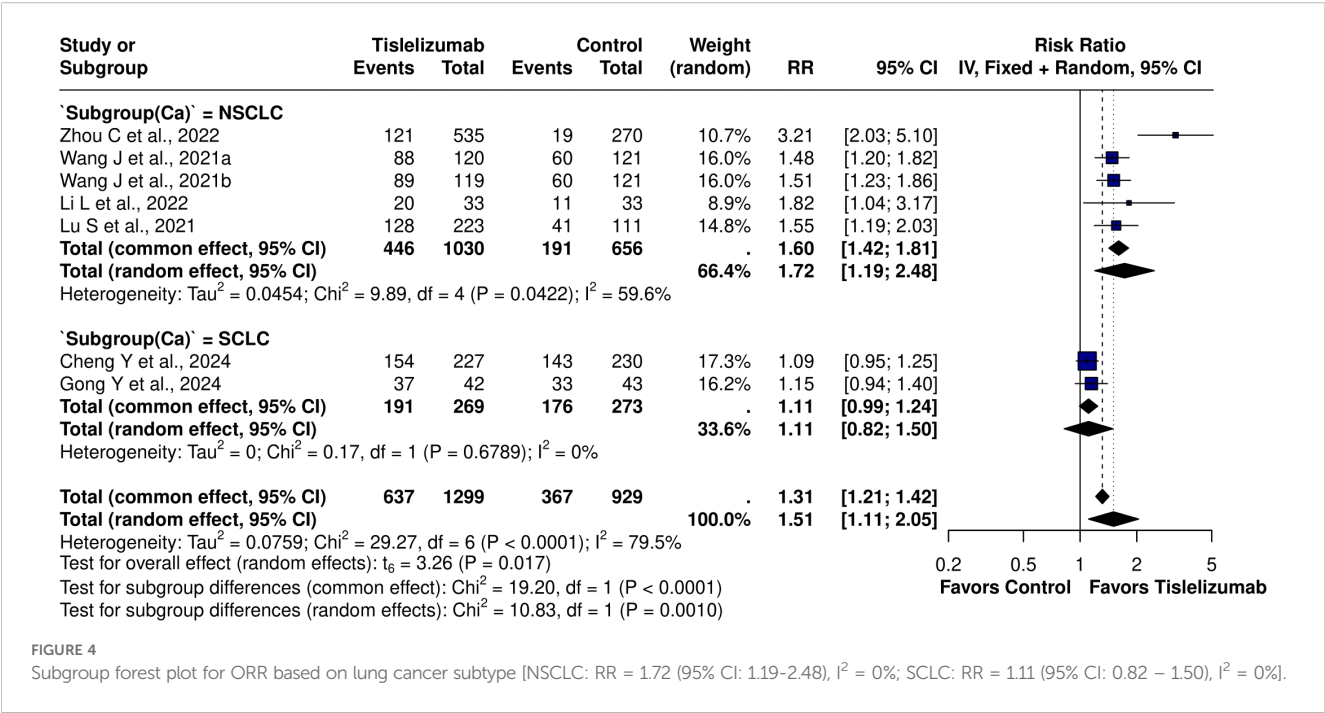 Study or Tislelizumab Control Weight Risk Ratio
Subgroup Events Total Events Total (random) RR 95% CI IV, Fixed + Random, 95% CI
`Subgroup(Ca)` = NSCLC
Zhou C et al., 2022 121 535 19 270 10.7% 3.21 [2.03; 5.10]
Wang J et al., 2021a 88 120 60 121 16.0% 1.48 [1.20; 1.82]
Wang J et al., 2021b 89 119 60 121 16.0% 1.51 [1.23; 1.86]
Li L et al., 2022 20 33 11 33 8.9% 1.82 [1.04; 3.17]
Lu S et al., 2021 128 223 41 111 14.8% 1.55 [1.19; 2.03]
Total (common effect, 95% CI) 446 1030 191 656 . 1.60 [1.42; 1.81]
Total (random effect, 95% CI) 66.4% 1.72 [1.19; 2.48]
Heterogeneity: Tau² = 0.0454; Chi² = 9.89, df = 4 (P = 0.0422); I² = 59.6%
`Subgroup(Ca)` = SCLC
Cheng Y et al., 2024 154 227 143 230 17.3% 1.09 [0.95; 1.25]
Gong Y et al., 2024 37 42 33 43 16.2% 1.15 [0.94; 1.40]
Total (common effect, 95% CI) 191 269 176 273 . 1.11 [0.99; 1.24]
Total (random effect, 95% CI) 33.6% 1.11 [0.82; 1.50]
Heterogeneity: Tau² = 0; Chi² = 0.17, df = 1 (P = 0.6789); I² = 0%
Total (common effect, 95% CI) 637 1299 367 929 . 1.31 [1.21; 1.42]
Total (random effect, 95% CI) 100.0% 1.51 [1.11; 2.05]
Heterogeneity: Tau² = 0.0759; Chi² = 29.27, df = 6 (P < 0.0001); I² = 79.5%
Test for overall effect (random effects): t₆ = 3.26 (P = 0.017)
Test for subgroup differences (common effect): Chi² = 19.20, df = 1 (P < 0.0001)
Test for subgroup differences (random effects): Chi² = 10.83, df = 1 (P = 0.0010)
0.2 0.5 1 2 5
Favors Control Favors Tislelizumab
FIGURE 4
Subgroup forest plot for ORR based on lung cancer subtype [NSCLC: RR = 1.72 (95% CI: 1.19-2.48), I² = 0%; SCLC: RR = 1.11 (95% CI: 0.82 – 1.50), I² = 0%].